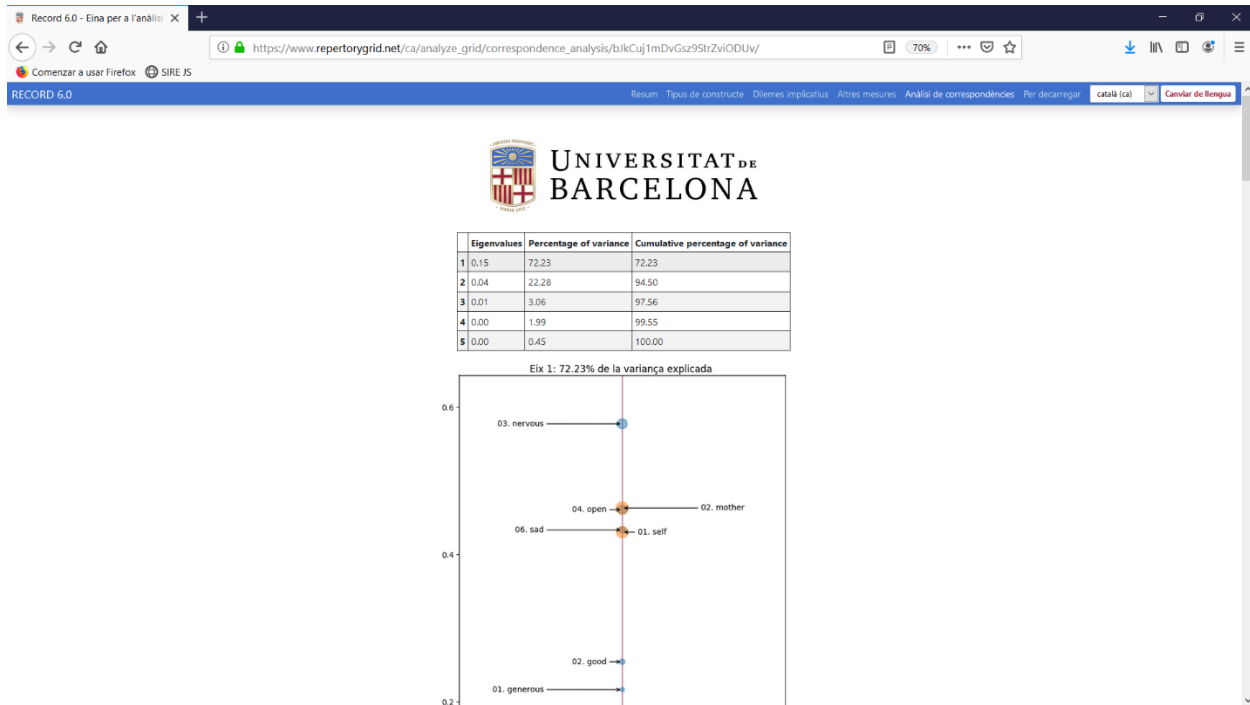 Record 6.0 - Eina per a l'anàlisi
https://www.repertorygrid.net/ca/analyze_grid/correspondence_analysis/bJkCuj1mDvGsz9StrZviODUv/
70%
Comenzar a usar Firefox SIRE JS
RECORD 6.0 Resum Tipus de constructe Dilemes implicatius Altres mesures Anàlisi de correspondències Per decarregar català (ca) Canviar de llengua
UNIVERSITAT DE
BARCELONA
Eigenvalues Percentage of variance Cumulative percentage of variance
1 0.15 72.23 72.23
2 0.04 22.28 94.50
3 0.01 3.06 97.56
4 0.00 1.99 99.55
5 0.00 0.45 100.00
Eix 1: 72.23% de la variança explicada
0.6
03. nervous
04. open 02. mother
06. sad 01. self
0.4
02. good
01. generous
0.2